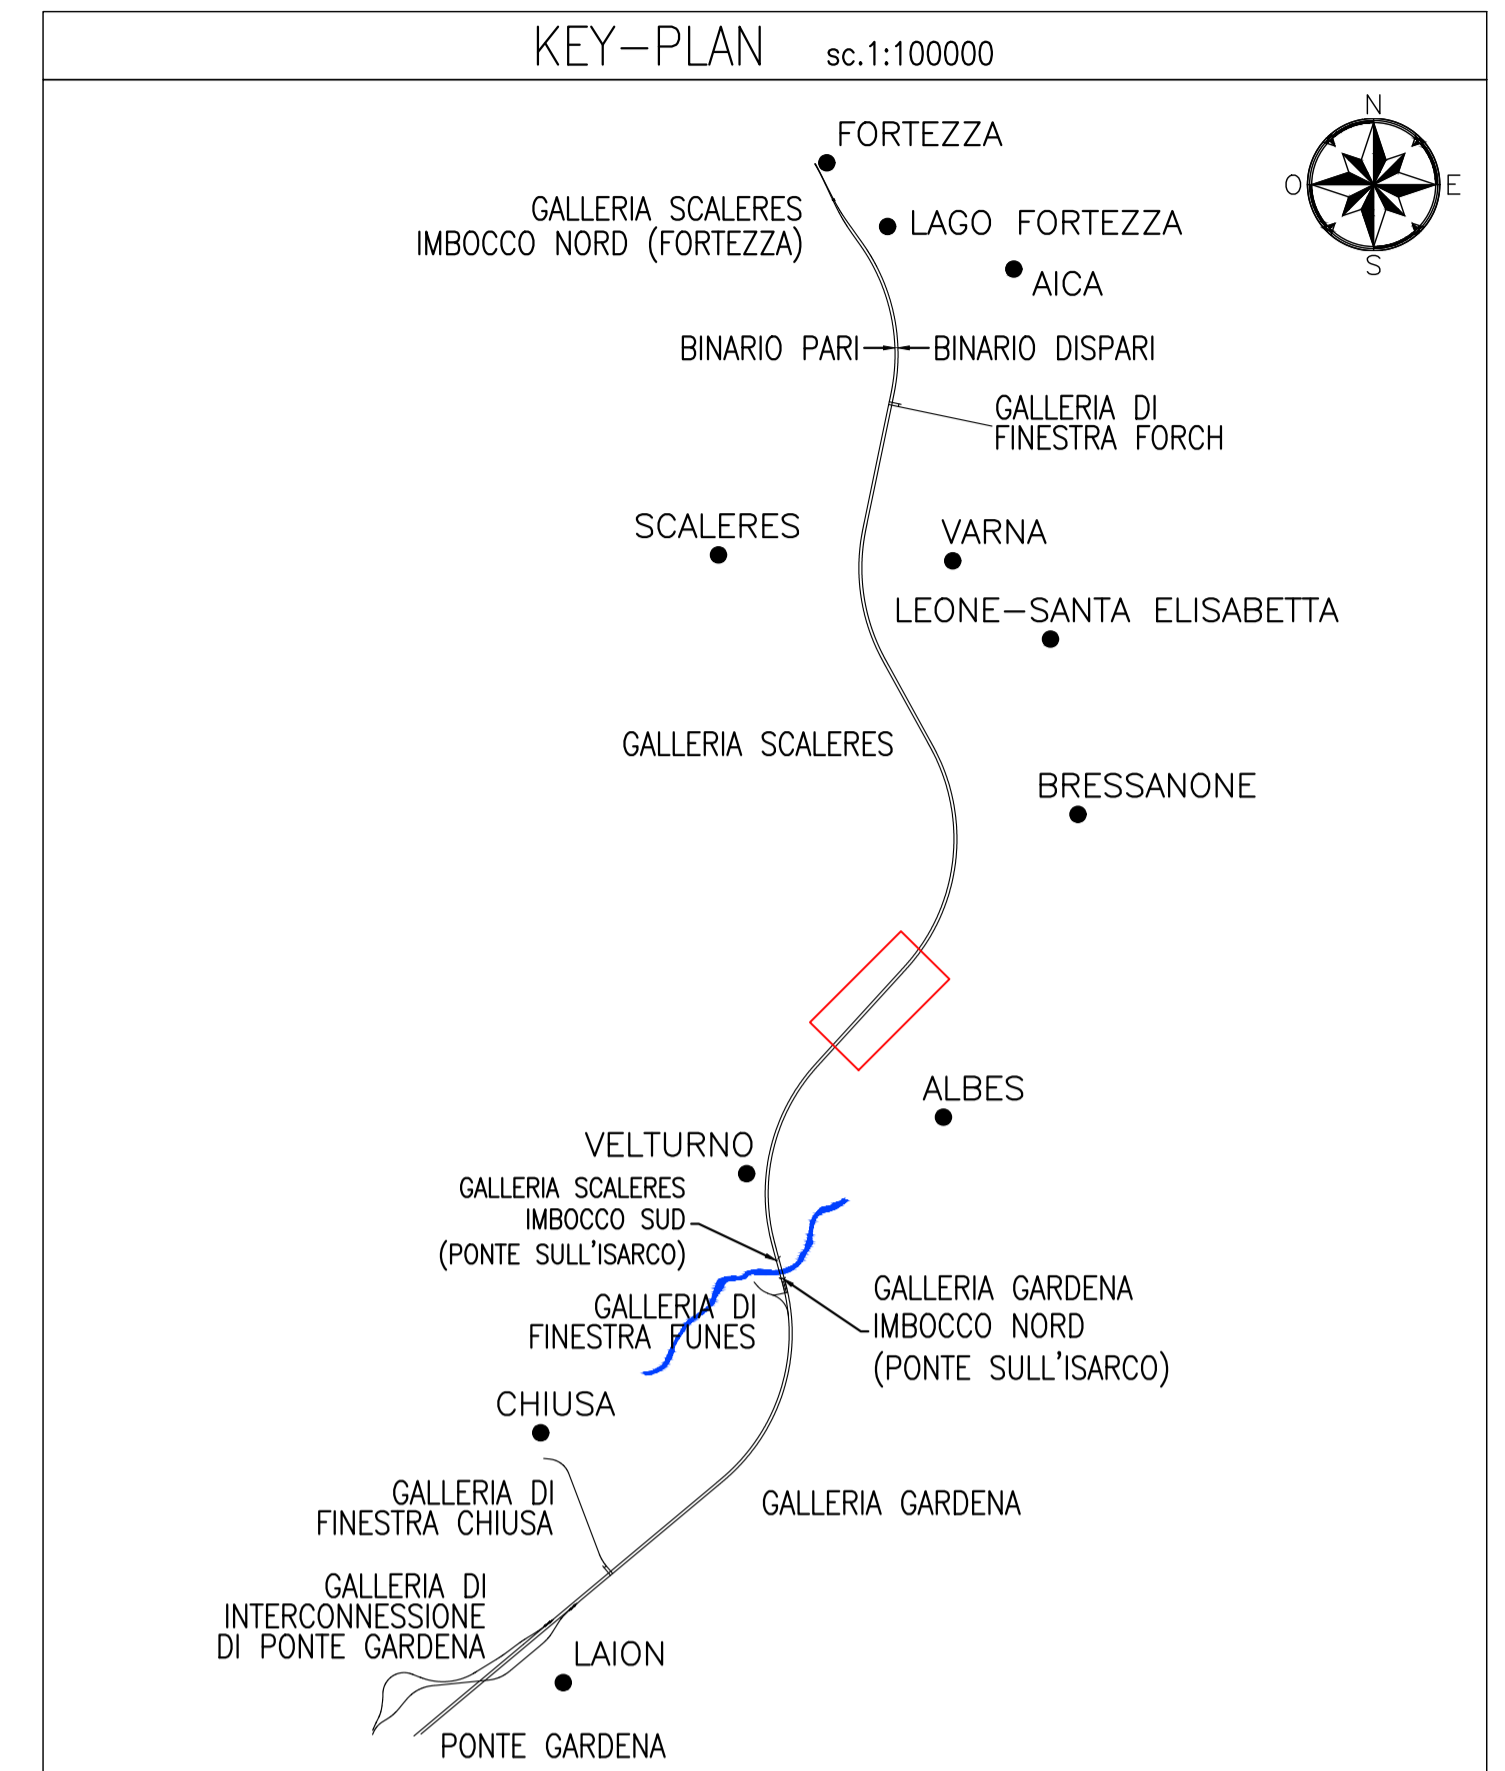 KEY-PLAN sc.1:100000
N
O
E
S
FORTEZZA
GALLERIA SCALERES
IMBOCCO NORD (FORTEZZA)
LAGO FORTEZZA
AICA
BINARIO PARI
BINARIO DISPARI
GALLERIA DI
FINESTRA FORCH
SCALERES
VARNA
LEONE-SANTA ELISABETTA
GALLERIA SCALERES
BRESSANONE
ALBES
VELTURNO
GALLERIA SCALERES
IMBOCCO SUD
(PONTE SULL'ISARCO)
GALLERIA DI
FINESTRA FUNES
GALLERIA GARDENA
IMBOCCO NORD
(PONTE SULL'ISARCO)
CHIUSA
GALLERIA DI
FINESTRA CHIUSA
GALLERIA GARDENA
GALLERIA DI
INTERCONNESSIONE
DI PONTE GARDENA
LAION
PONTE GARDENA